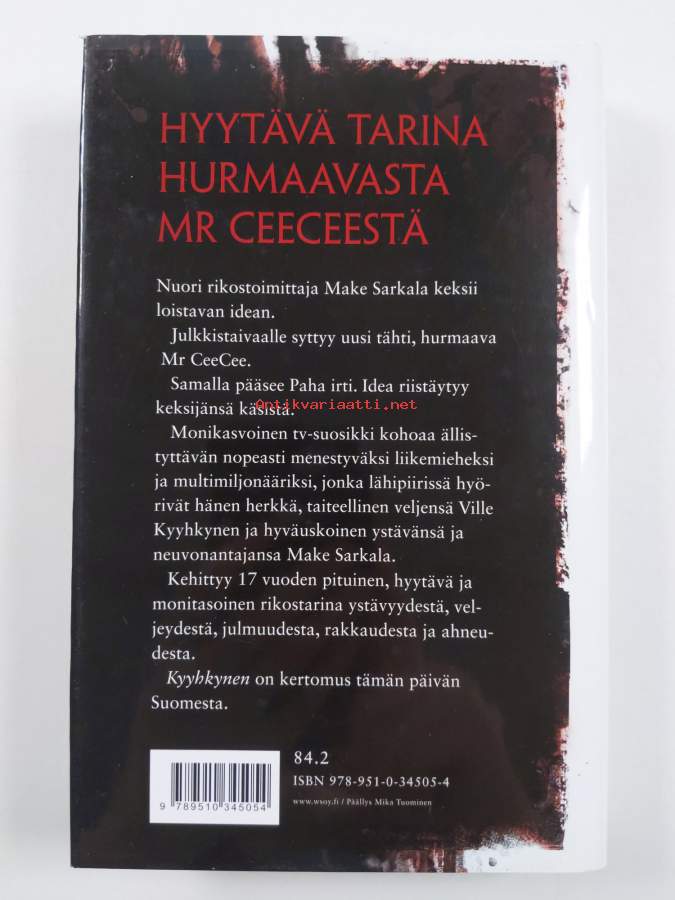 HYYTÄVÄ TARINA
HURMAAVASTA
MR CEECEESTÄ
Nuori rikostoimittaja Make Sarkala keksii
loistavan idean.
Julkkistaivaalle syttyy uusi tähti, hurmaava
Mr CeeCee.
Samalla pääsee Paha irti. Idea riistäytyy
keksijänsä käsistä.
Antikvariaatti.net
Monikasvoinen tv-suosikki kohoaa ällis-
tyttävän nopeasti menestyväksi liikemieheksi
ja multimiljonääriksi, jonka lähipiirissä hyö-
rivät hänen herkkä, taiteellinen veljensä Ville
Kyyhkynen ja hyväuskoinen ystävänsä ja
neuvonantajansa Make Sarkala.
Kehittyy 17 vuoden pituinen, hyytävä ja
monitasoinen rikostarina ystävyydestä, vel-
jeydestä, julmuudesta, rakkaudesta ja ahneu-
desta.
Kyyhkynen on kertomus tämän päivän
Suomesta.
84.2
ISBN 978-951-0-34505-4
www.wsoy.fi / Päällys Mika Tuominen
9 789510 345054